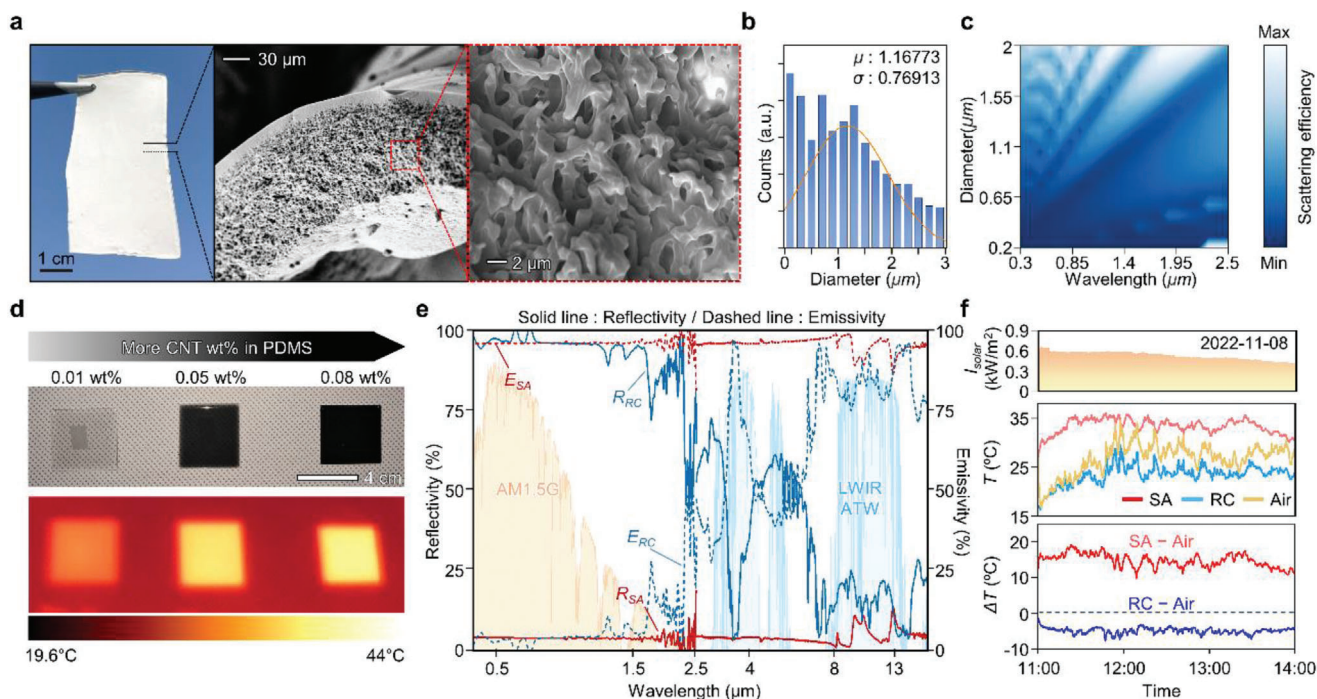 a
1 cm
30 μm
2 μm
b
μ : 1.16773
σ : 0.76913
Counts (a.u.)
0 1 2 3
Diameter (μm)
c
2
1.55
1.1
0.65
0.2
Diameter(μm)
0.3 0.85 1.4 1.95 2.5
Wavelength (μm)
Max
Scattering efficiency
Min
d
More CNT wt% in PDMS
0.01 wt% 0.05 wt% 0.08 wt%
4 cm
19.6°C 44°C
e
Solid line : Reflectivity / Dashed line : Emissivity
100
75
50
25
0
Reflectivity (%)
E_SA
R_RC
AM1.5G
E_RC
R_SA
LWIR
ATW
100
75
50
25
0
Emissivity (%)
0.5 1.5 2.5 4 8 13
Wavelength (μm)
f
0.9
0.6
0.3
0
I_solar
(kW/m²)
2022-11-08
35
24
15
T (°C)
SA RC Air
20
10
0
-10
ΔT (°C)
SA − Air
RC − Air
11:00 12:00 13:00 14:00
Time